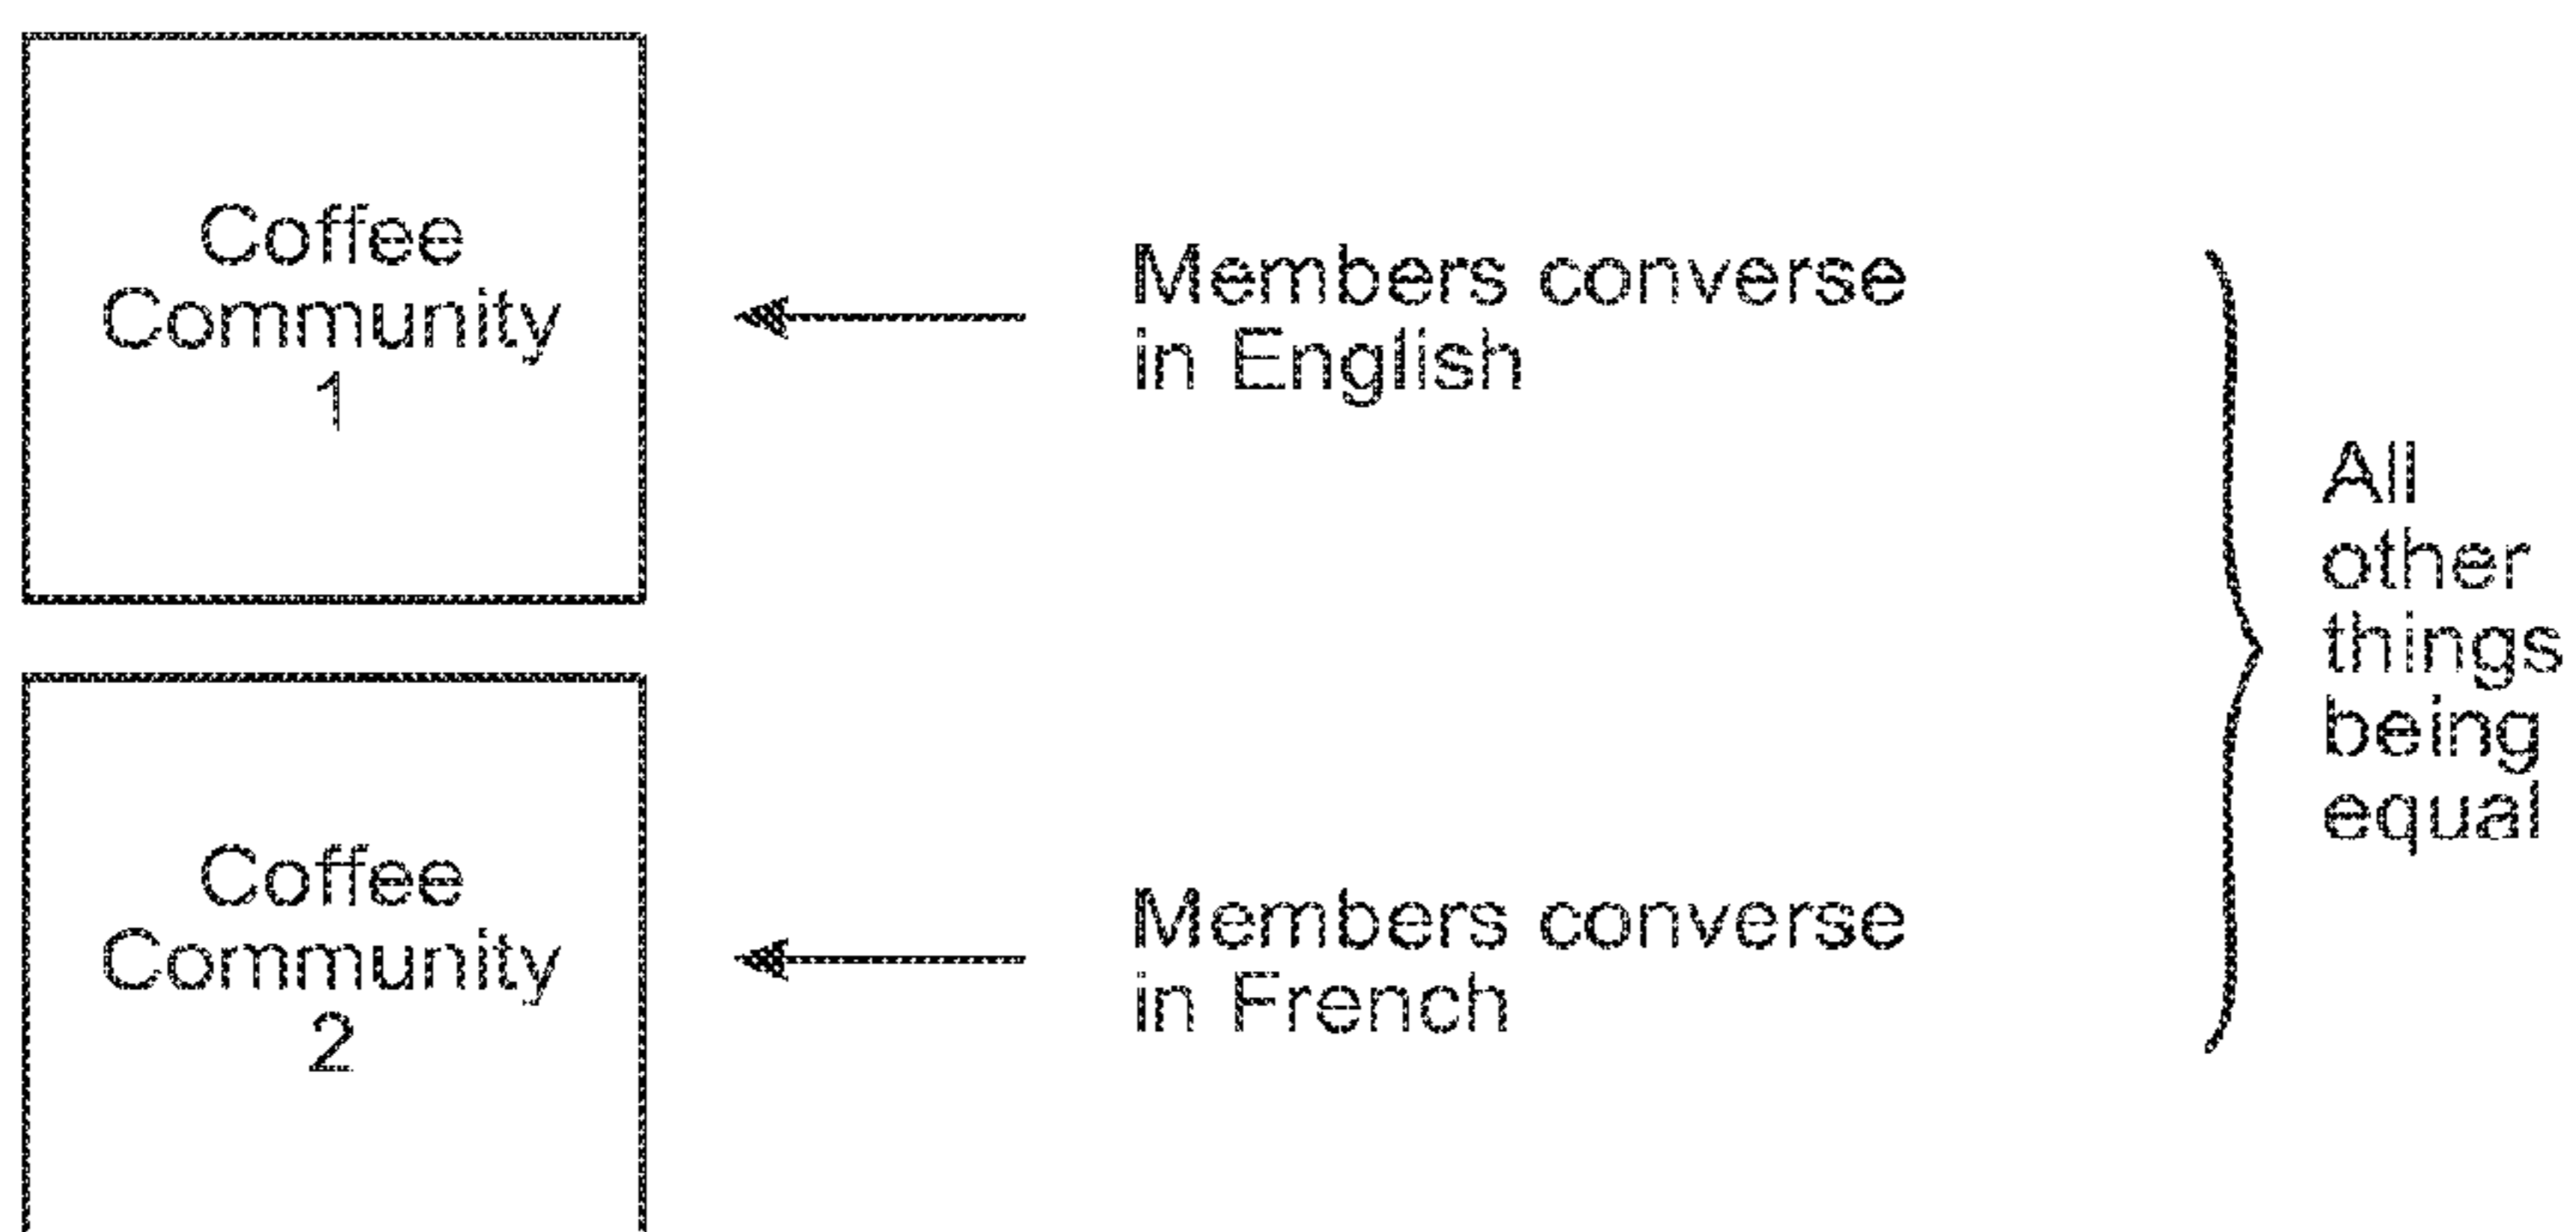 Coffee
Community
1
Members converse
in English
All
other
things
being
equal
Coffee
Community
2
Members converse
in French